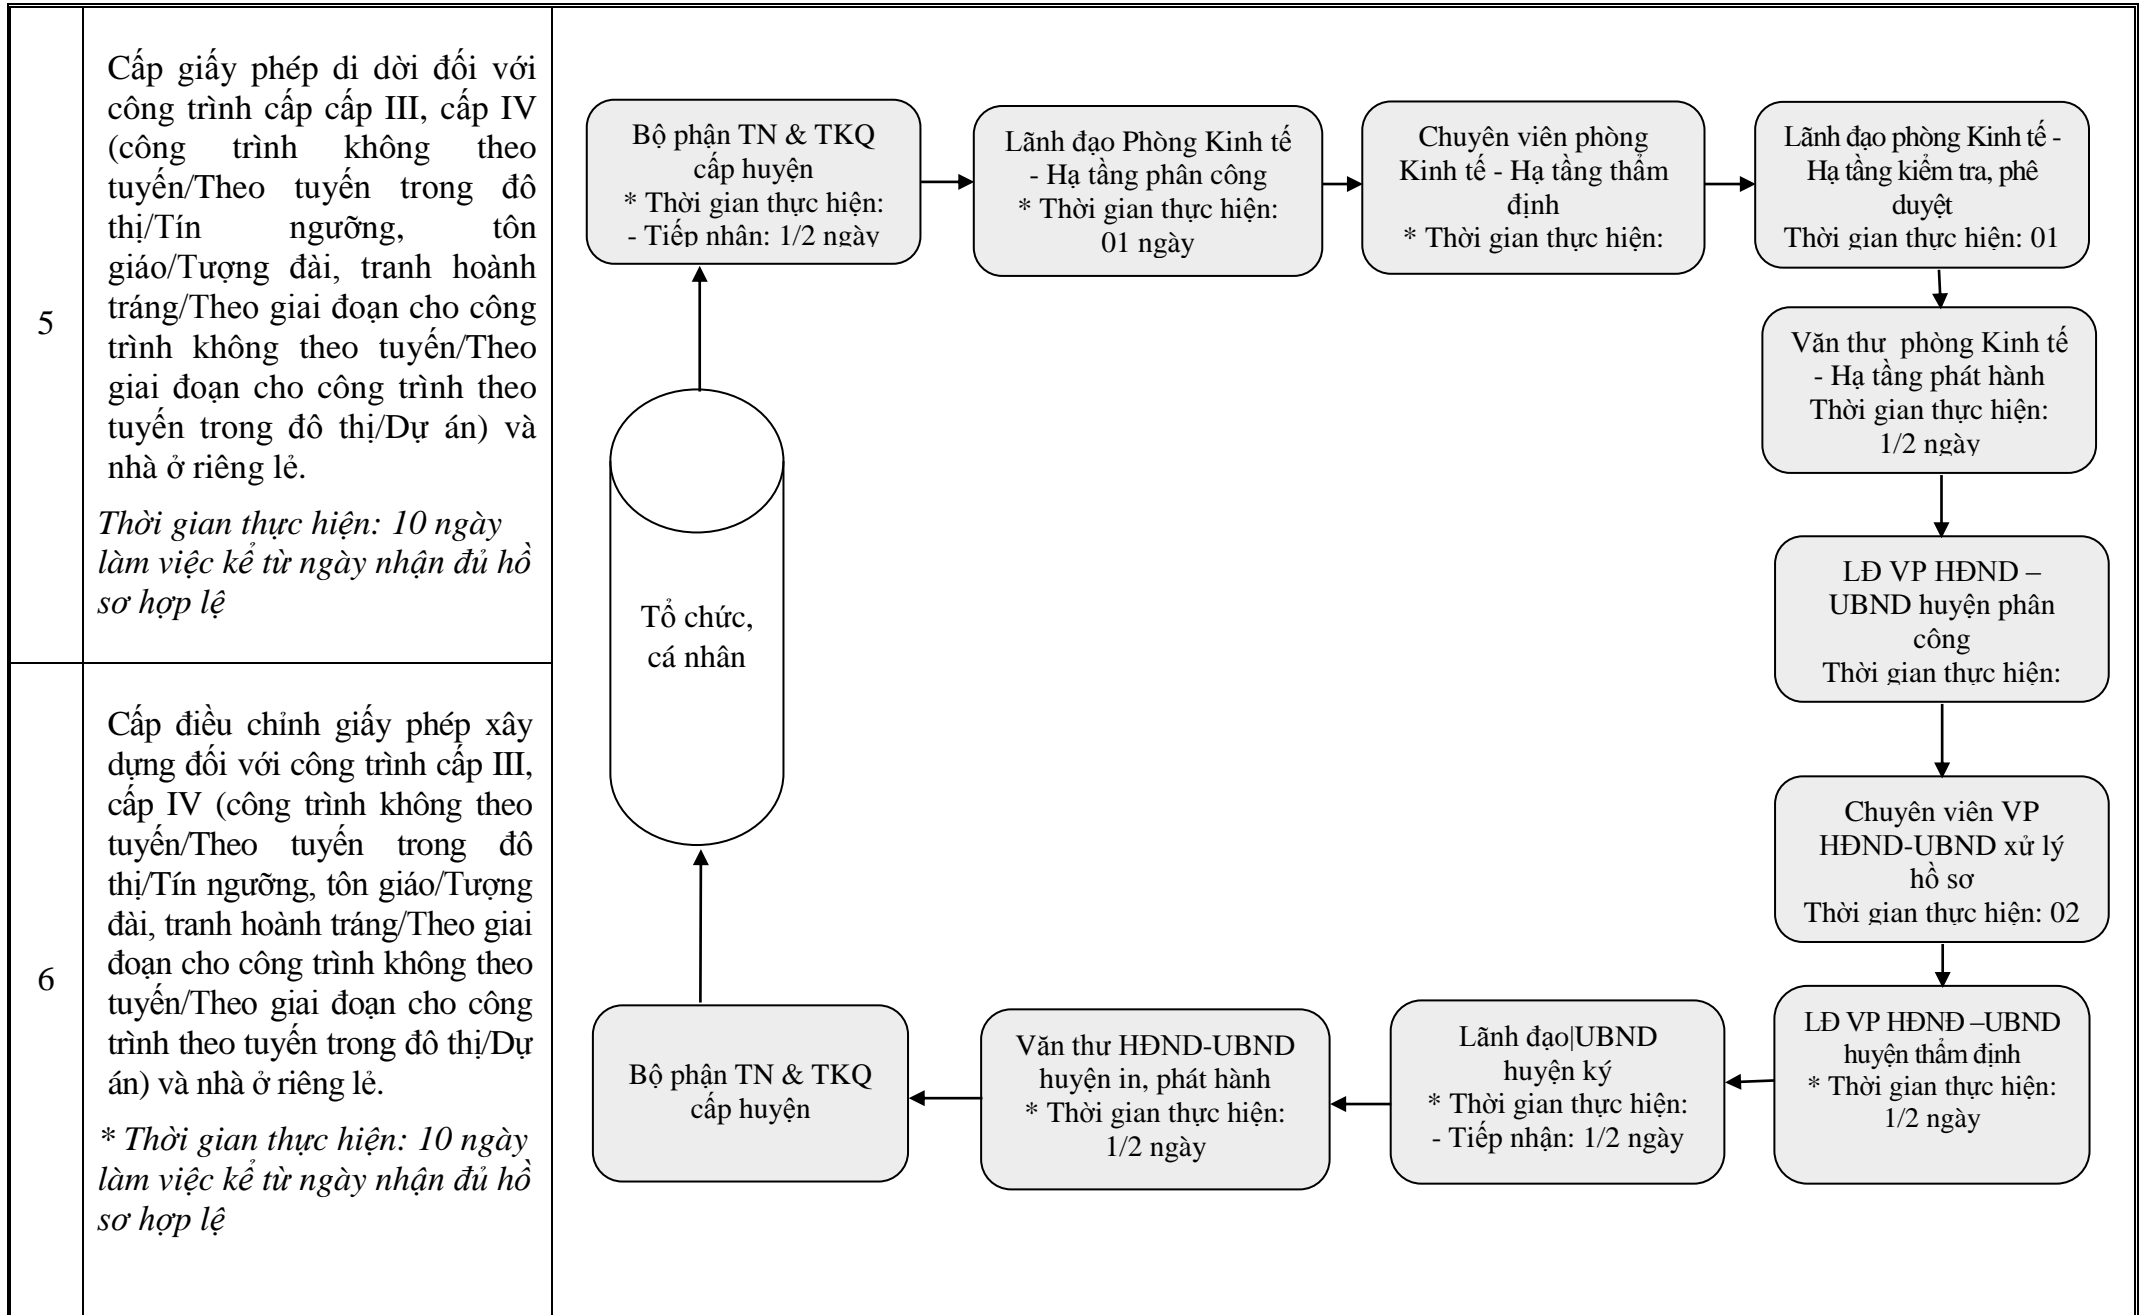 5
Cấp giấy phép di dời đối với
công trình cấp cấp III, cấp IV
(công trình không theo
tuyến/Theo tuyến trong đô
thị/Tín ngưỡng, tôn
giáo/Tượng đài, tranh hoành
tráng/Theo giai đoạn cho công
trình không theo tuyến/Theo
giai đoạn cho công trình theo
tuyến trong đô thị/Dự án) và
nhà ở riêng lẻ.
Thời gian thực hiện: 10 ngày
làm việc kể từ ngày nhận đủ hồ
sơ hợp lệ
6
Cấp điều chỉnh giấy phép xây
dựng đối với công trình cấp III,
cấp IV (công trình không theo
tuyến/Theo tuyến trong đô
thị/Tín ngưỡng, tôn giáo/Tượng
đài, tranh hoành tráng/Theo giai
đoạn cho công trình không theo
tuyến/Theo giai đoạn cho công
trình theo tuyến trong đô thị/Dự
án) và nhà ở riêng lẻ.
* Thời gian thực hiện: 10 ngày
làm việc kể từ ngày nhận đủ hồ
sơ hợp lệ
Bộ phận TN & TKQ
cấp huyện
* Thời gian thực hiện:
- Tiếp nhận: 1/2 ngày
Lãnh đạo Phòng Kinh tế
- Hạ tầng phân công
* Thời gian thực hiện:
01 ngày
Chuyên viên phòng
Kinh tế - Hạ tầng thẩm
định
* Thời gian thực hiện:
Lãnh đạo phòng Kinh tế -
Hạ tầng kiểm tra, phê
duyệt
Thời gian thực hiện: 01
Văn thư  phòng Kinh tế
- Hạ tầng phát hành
Thời gian thực hiện:
1/2 ngày
LĐ VP HĐND –
UBND huyện phân
công
Thời gian thực hiện:
Chuyên viên VP
HĐND-UBND xử lý
hồ sơ
Thời gian thực hiện: 02
LĐ VP HĐNĐ –UBND
huyện thẩm định
* Thời gian thực hiện:
1/2 ngày
Lãnh đạo|UBND
huyện ký
* Thời gian thực hiện:
- Tiếp nhận: 1/2 ngày
Văn thư HĐND-UBND
huyện in, phát hành
* Thời gian thực hiện:
1/2 ngày
Bộ phận TN & TKQ
cấp huyện
Tổ chức,
cá nhân